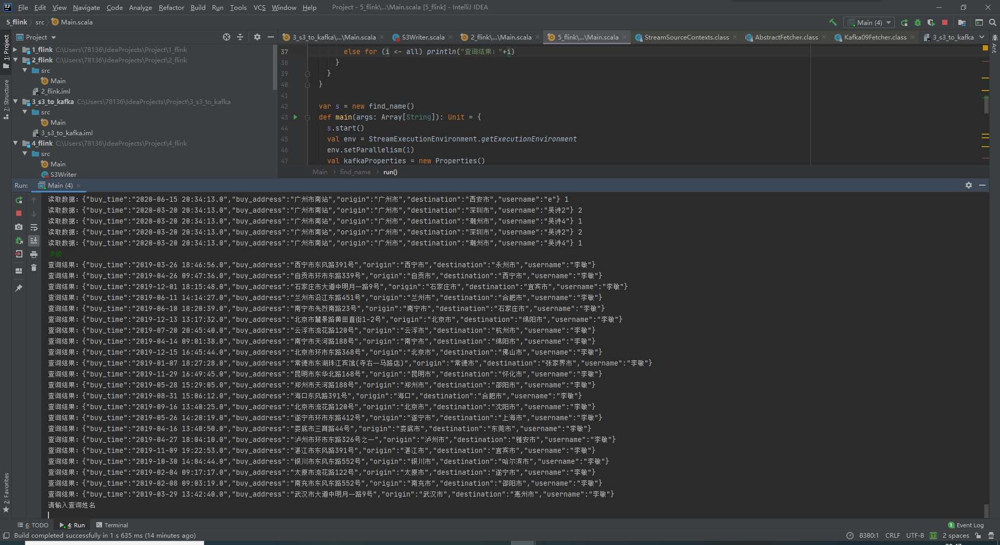 File Edit View Navigate Code Analyze Refactor Build Run Tools VCS Window Help Project - 5_flink\...\Main.scala [5_flink] - IntelliJ IDEA
5_flink src Main.scala Main (4)
Project 3_s3_to_kafka\...\Main.scala S3Writer.scala 2_flink\...\Main.scala 5_flink\...\Main.scala StreamSourceContexts.class AbstractFetcher.class Kafka09Fetcher.class 3_s3_to_kafka
1: Project
7: Structure
2: Favorites
Ant
1_flink C:\Users\78136\IdeaProjects\Project\1_flink
2_flink C:\Users\78136\IdeaProjects\Project\2_flink
src
Main
2_flink.iml
3_s3_to_kafka C:\Users\78136\IdeaProjects\Project\3_s3_to_kafka
src
Main
3_s3_to_kafka.iml
4_flink C:\Users\78136\IdeaProjects\Project\4_flink
src
Main
S3Writer
37 else for (i <- all) println("查询结果: "+i)
38 }
39 }
40 }
41
42 var s = new find_name()
43 def main(args: Array[String]): Unit = {
44 s.start()
45 val env = StreamExecutionEnvironment.getExecutionEnvironment
46 env.setParallelism(1)
47 val kafkaProperties = new Properties()
Main find_name run()
Run: Main (4)
读取数据: {"buy_time":"2020-06-15 20:34:13.0","buy_address":"广州市南站","origin":"广州市","destination":"西安市","username":"e"} 1
读取数据: {"buy_time":"2020-03-20 20:34:13.0","buy_address":"广州市南站","origin":"广州市","destination":"深圳市","username":"吴诗2"} 2
读取数据: {"buy_time":"2020-03-20 20:34:13.0","buy_address":"广州市南站","origin":"广州市","destination":"潮州市","username":"吴诗4"} 1
读取数据: {"buy_time":"2020-03-20 20:34:13.0","buy_address":"广州市南站","origin":"广州市","destination":"深圳市","username":"吴诗2"} 2
读取数据: {"buy_time":"2020-03-20 20:34:13.0","buy_address":"广州市南站","origin":"广州市","destination":"潮州市","username":"吴诗4"} 1
李敏
查询结果: {"buy_time":"2019-03-26 18:46:56.0","buy_address":"西宁市东风路391号","origin":"西宁市","destination":"永州市","username":"李敏"}
查询结果: {"buy_time":"2019-04-26 09:47:36.0","buy_address":"自贡市环市东路339号","origin":"自贡市","destination":"西宁市","username":"李敏"}
查询结果: {"buy_time":"2019-12-01 18:15:48.0","buy_address":"石家庄市大道中明月一路9号","origin":"石家庄市","destination":"宜宾市","username":"李敏"}
查询结果: {"buy_time":"2019-06-11 14:14:27.0","buy_address":"兰州市沿江东路451号","origin":"兰州市","destination":"合肥市","username":"李敏"}
查询结果: {"buy_time":"2019-06-10 18:20:39.0","buy_address":"南宁市先烈南路23号","origin":"南宁市","destination":"石家庄市","username":"李敏"}
查询结果: {"buy_time":"2019-12-13 13:17:32.0","buy_address":"北京市麓景路黄田直街1-2号","origin":"北京市","destination":"绵阳市","username":"李敏"}
查询结果: {"buy_time":"2019-07-20 20:45:40.0","buy_address":"云浮市流花路120号","origin":"云浮市","destination":"杭州市","username":"李敏"}
查询结果: {"buy_time":"2019-04-14 09:01:38.0","buy_address":"南宁市天河路188号","origin":"南宁市","destination":"绵阳市","username":"李敏"}
查询结果: {"buy_time":"2019-12-15 16:45:44.0","buy_address":"北京市环市东路368号","origin":"北京市","destination":"佛山市","username":"李敏"}
查询结果: {"buy_time":"2019-01-07 18:27:28.0","buy_address":"常德市东湖珠江宾馆(寺右一马路店)","origin":"常德市","destination":"张家界市","username":"李敏"}
查询结果: {"buy_time":"2019-11-29 16:49:45.0","buy_address":"昆明市东华北路168号","origin":"昆明市","destination":"怀化市","username":"李敏"}
查询结果: {"buy_time":"2019-05-28 15:29:05.0","buy_address":"郑州市天河路188号","origin":"郑州市","destination":"邵阳市","username":"李敏"}
查询结果: {"buy_time":"2019-08-31 15:06:12.0","buy_address":"海口东风路391号","origin":"海口","destination":"合肥市","username":"李敏"}
查询结果: {"buy_time":"2019-09-16 13:40:25.0","buy_address":"北京市流花路120号","origin":"北京市","destination":"沈阳市","username":"李敏"}
查询结果: {"buy_time":"2019-05-26 14:20:19.0","buy_address":"遂宁市环市东路412号","origin":"遂宁市","destination":"上海市","username":"李敏"}
查询结果: {"buy_time":"2019-04-16 13:40:50.0","buy_address":"娄底市三育路44号","origin":"娄底市","destination":"东莞市","username":"李敏"}
查询结果: {"buy_time":"2019-04-27 18:04:10.0","buy_address":"泸州市环市东路326号之一","origin":"泸州市","destination":"雅安市","username":"李敏"}
查询结果: {"buy_time":"2019-11-09 19:22:53.0","buy_address":"湛江市东风路391号","origin":"湛江市","destination":"宜宾市","username":"李敏"}
查询结果: {"buy_time":"2019-10-30 14:04:44.0","buy_address":"银川市东风东路552号","origin":"银川市","destination":"哈尔滨市","username":"李敏"}
查询结果: {"buy_time":"2019-02-04 09:17:17.0","buy_address":"太原市流花路122号","origin":"太原市","destination":"遂宁市","username":"李敏"}
查询结果: {"buy_time":"2019-02-08 09:03:19.0","buy_address":"南充市东风东路552号","origin":"南充市","destination":"邵阳市","username":"李敏"}
查询结果: {"buy_time":"2019-03-29 13:42:40.0","buy_address":"武汉市大道中明月一路9号","origin":"武汉市","destination":"惠州市","username":"李敏"}
请输入查询姓名
6: TODO 4: Run Terminal 1 Event Log
Build completed successfully in 1 s 635 ms (14 minutes ago) 8380:1 CRLF UTF-8 2 spaces